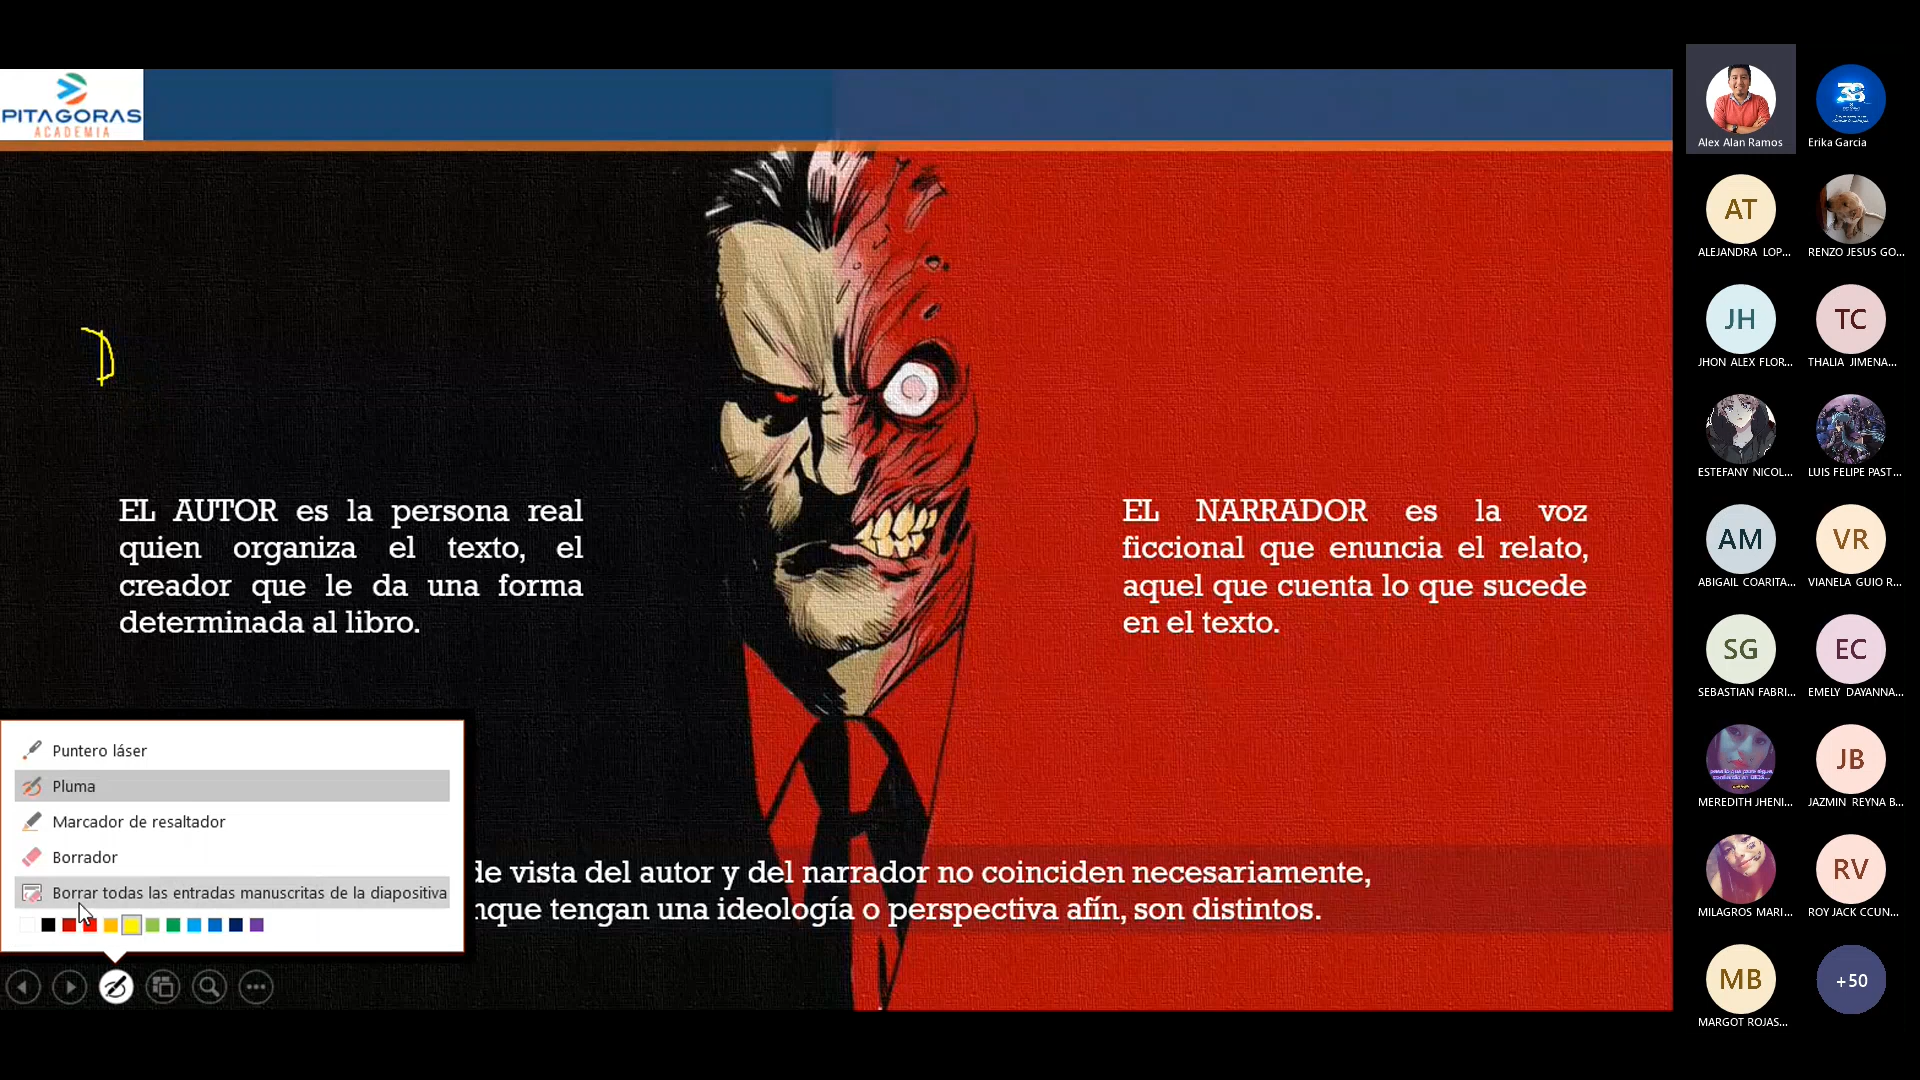 PITAGORAS
ACADEMIA
EL AUTOR es la persona real
quien organiza el texto, el
creador que le da una forma
determinada al libro.
EL NARRADOR es la voz
ficcional que enuncia el relato,
aquel que cuenta lo que sucede
en el texto.
de vista del autor y del narrador no coinciden necesariamente,
tengan una ideología o perspectiva afín, son distintos.
Puntero láser
Pluma
Marcador de resaltador
Borrador
Borrar todas las entradas manuscritas de la diapositiva
Alex Alan Ramos
Erika Garcia
AT
ALEJANDRA LOP...
RENZO JESUS GO...
JH
JHON ALEX FLOR...
TC
THALIA JIMENA...
ESTEFANY NICOL...
LUIS FELIPE PAST...
AM
ABIGAIL COARITA...
VR
VIANELA GUIO R...
SG
SEBASTIAN FABRI...
EC
EMELY DAYANNA...
MEREDITH JHENI...
JB
JAZMIN REYNA B...
MILAGROS MARI...
RV
ROY JACK CCUN...
MB
MARGOT ROJAS...
+50